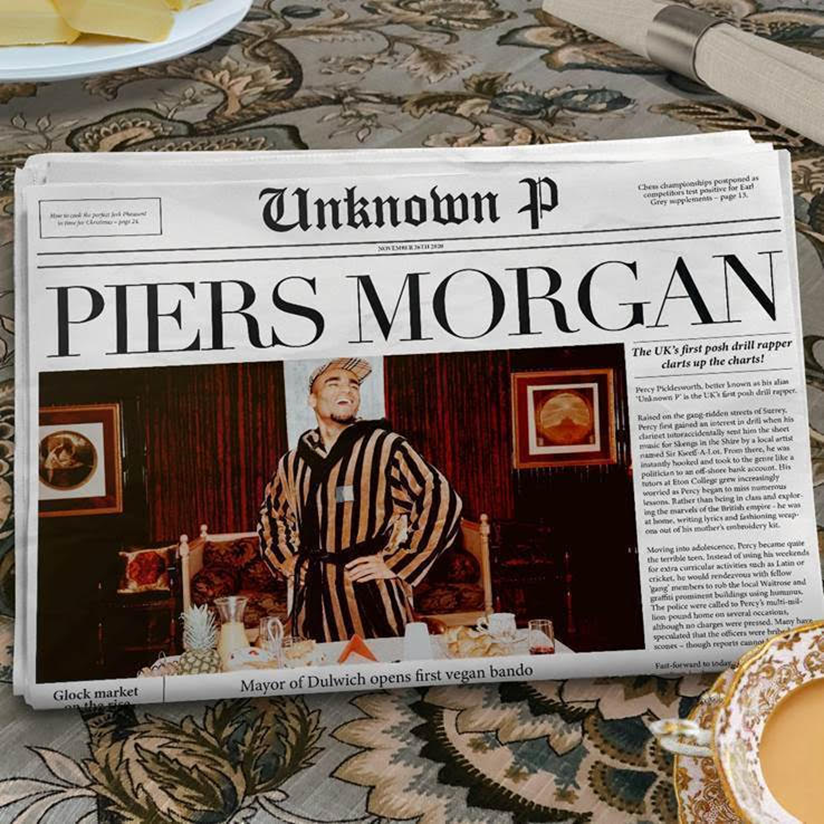 How to cook the perfect Jerk Pheasant
in time for Christmas – page 24.
Unknown P
Chess championships postponed as
competitors test positive for Earl
Grey supplements – page 13.
NOVEMBER 26TH 2020
PIERS MORGAN
The UK's first posh drill rapper
clarts up the charts!
Percy Picklesworth, better known as his alias
'Unknown P' is the UK's first posh drill rapper.
Raised on the gang-ridden streets of Surrey,
Percy first gained an interest in drill when his
clarinet tutor accidentally sent him the sheet
music for Skengs in the Shire by a local artist
named Sir Kweff-A-Lot. From there, he was
instantly hooked and took to the genre like a
politician to an off-shore bank account. His
tutors at Eton College grew increasingly
worried as Percy began to miss numerous
lessons. Rather than being in class and explor-
ing the marvels of the British empire – he was
at home, writing lyrics and fashioning weap-
ons out of his mother's embroidery kit.
Moving into adolescence, Percy became quite
the terrible teen. Instead of using his weekends
for extra curricular activities such as Latin or
cricket, he would rendezvous with fellow
'gang' members to rob the local Waitrose and
graffiti prominent buildings using hummus.
The police were called to Percy's multi-mil-
lion-pound home on several occasions,
although no charges were pressed. Many have
speculated that the officers were
scones – though reports
Fast-forward to today
Glock market
on the rise
Mayor of Dulwich opens first vegan bando